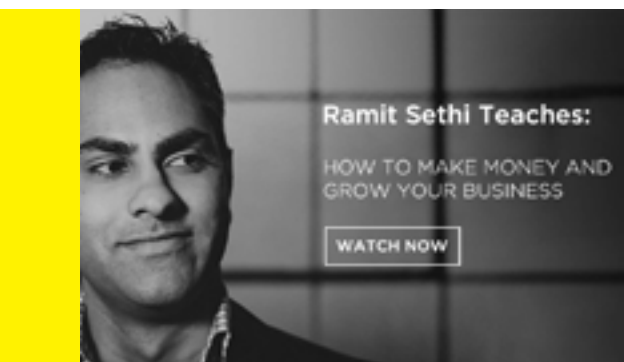 Ramit Sethi Teaches:
HOW TO MAKE MONEY AND
GROW YOUR BUSINESS
WATCH NOW